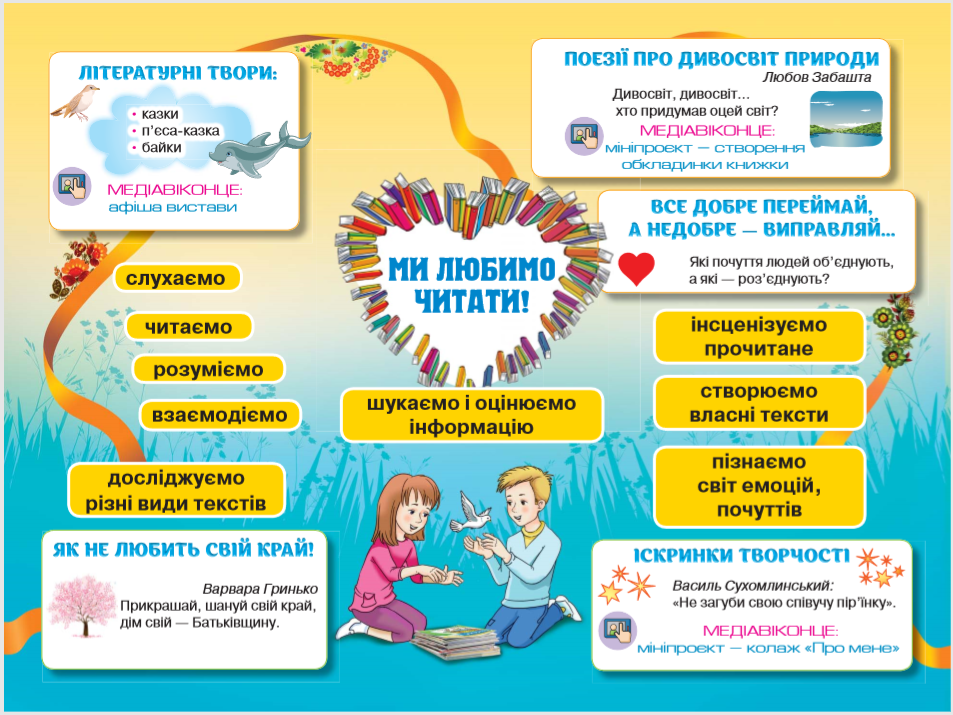 ЛІТЕРАТУРНІ ТВОРИ:
• казки
• п’єса-казка
• байки
МЕДІАВІКОНЦЕ:
афіша вистави
ПОЕЗІЇ ПРО ДИВОСВІТ ПРИРОДИ
Любов Забашта
Дивосвіт, дивосвіт...
хто придумав оцей світ?
МЕДІАВІКОНЦЕ:
мініпроєкт — створення
обкладинки книжки
ВСЕ ДОБРЕ ПЕРЕЙМАЙ,
А НЕДОБРЕ — ВИПРАВЛЯЙ...
Які почуття людей об’єднують,
а які — роз’єднують?
МИ ЛЮБИМО
ЧИТАТИ!
слухаємо
читаємо
розуміємо
взаємодіємо
досліджуємо
різні види текстів
шукаємо і оцінюємо
інформацію
інсценізуємо
прочитане
створюємо
власні тексти
пізнаємо
світ емоцій,
почуттів
ЯК НЕ ЛЮБИТЬ СВІЙ КРАЙ!
Варвара Гринько
Прикрашай, шануй свій край,
дім свій — Батьківщину.
ІСКРИНКИ ТВОРЧОСТІ
Василь Сухомлинський:
«Не загуби свою співучу пір’їнку».
МЕДІАВІКОНЦЕ:
мініпроєкт — колаж «Про мене»